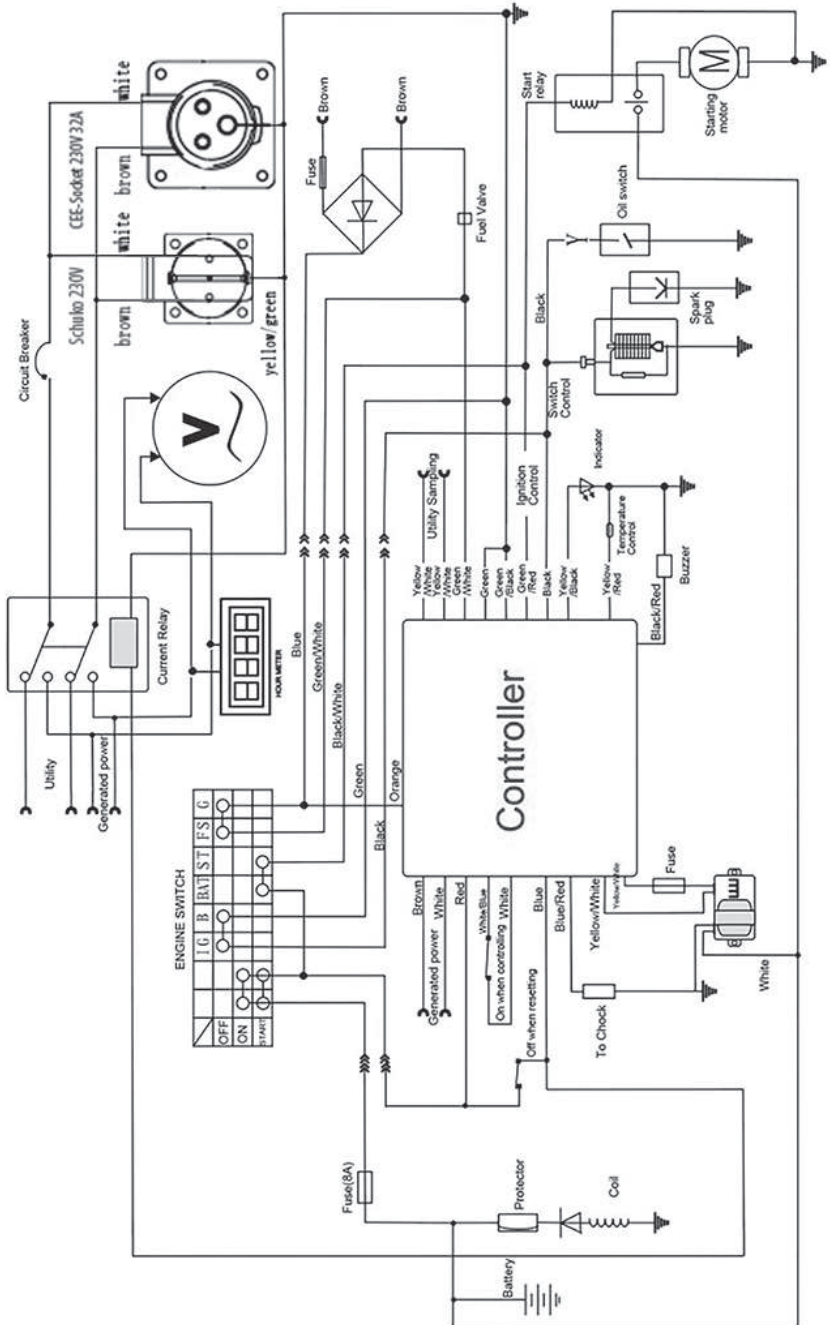 CEE-Socket 230V 32A
white
brown
Schuko 230V
white
brown
yellow/green
Circuit Breaker
V
Current Relay
Utility
Generated power
HOUR METER
ENGINE SWITCH
IG
B
BAT
ST
FS
G
OFF
ON
START
Fuse
Brown
Brown
Fuel Valve
Start
relay
M
Starting
motor
Oil switch
Spark
plug
Switch
Control
Black
Blue
Green/White
Black/White
Green
Black
Orange
Utility Sampling
Ignition
Control
Indicator
Temperature
Control
Buzzer
Yellow
/White
Yellow
/White
Green
/White
Green
Green
/Black
Green
/Red
Black
Yellow
/Black
Yellow
/Red
Black/Red
Controller
Brown
Generated power
White
Red
White/Blue
On when controlling
White
Blue
Blue/Red
Yellow/White
Yellow/White
Fuse
White
To Chock
Off when resetting
Fuse(8A)
Protector
Coil
Battery